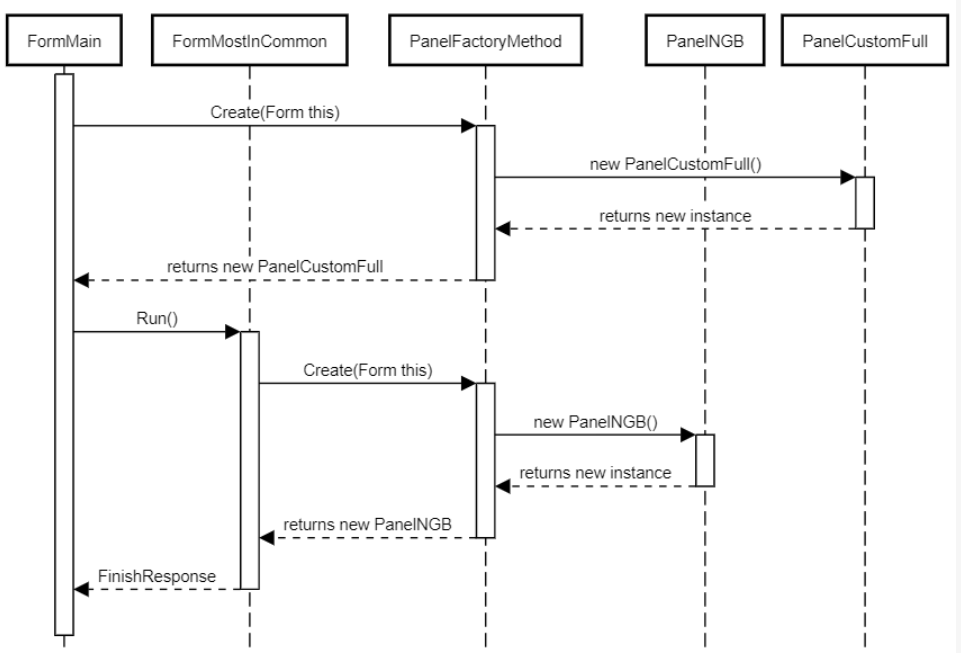 FormMain
FormMostInCommon
PanelFactoryMethod
PanelNGB
PanelCustomFull
Create(Form this)
new PanelCustomFull()
returns new instance
returns new PanelCustomFull
Run()
Create(Form this)
new PanelNGB()
returns new instance
returns new PanelNGB
FinishResponse